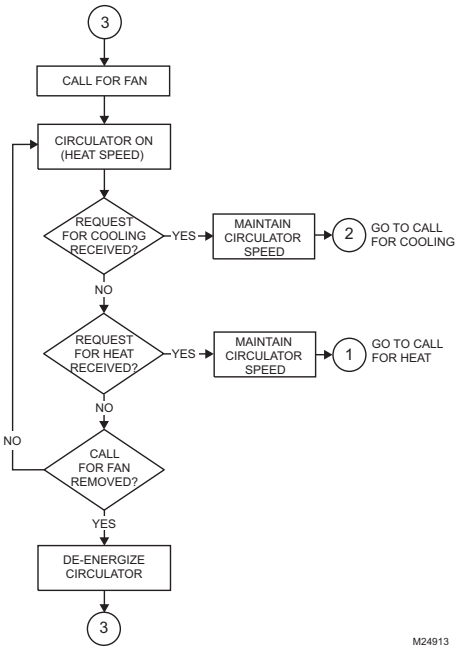 3
CALL FOR FAN
CIRCULATOR ON
(HEAT SPEED)
REQUEST
FOR COOLING
RECEIVED?
YES
MAINTAIN
CIRCULATOR
SPEED
2
GO TO CALL
FOR COOLING
NO
REQUEST
FOR HEAT
RECEIVED?
YES
MAINTAIN
CIRCULATOR
SPEED
1
GO TO CALL
FOR HEAT
NO
NO
CALL
FOR FAN
REMOVED?
YES
DE-ENERGIZE
CIRCULATOR
3
M24913